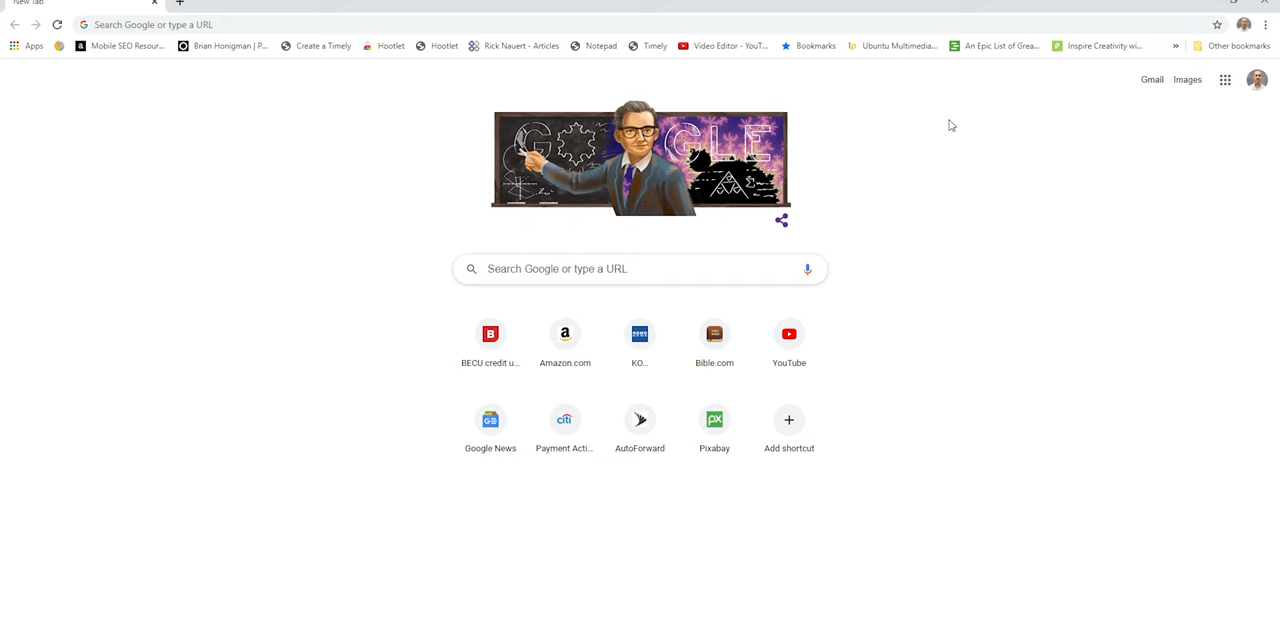 New Tab
Search Google or type a URL
Apps Mobile SEO Resour... Brian Honigman | P... Create a Timely Hootlet Hootlet Rick Nauert - Articles Notepad Timely Video Editor - YouT... Bookmarks Ubuntu Multimedia... An Epic List of Grea... Inspire Creativity wi... » Other bookmarks
Gmail Images
GOOGLE
Search Google or type a URL
BECU credit u... Amazon.com KO... Bible.com YouTube
Google News Payment Acti... AutoForward Pixabay Add shortcut